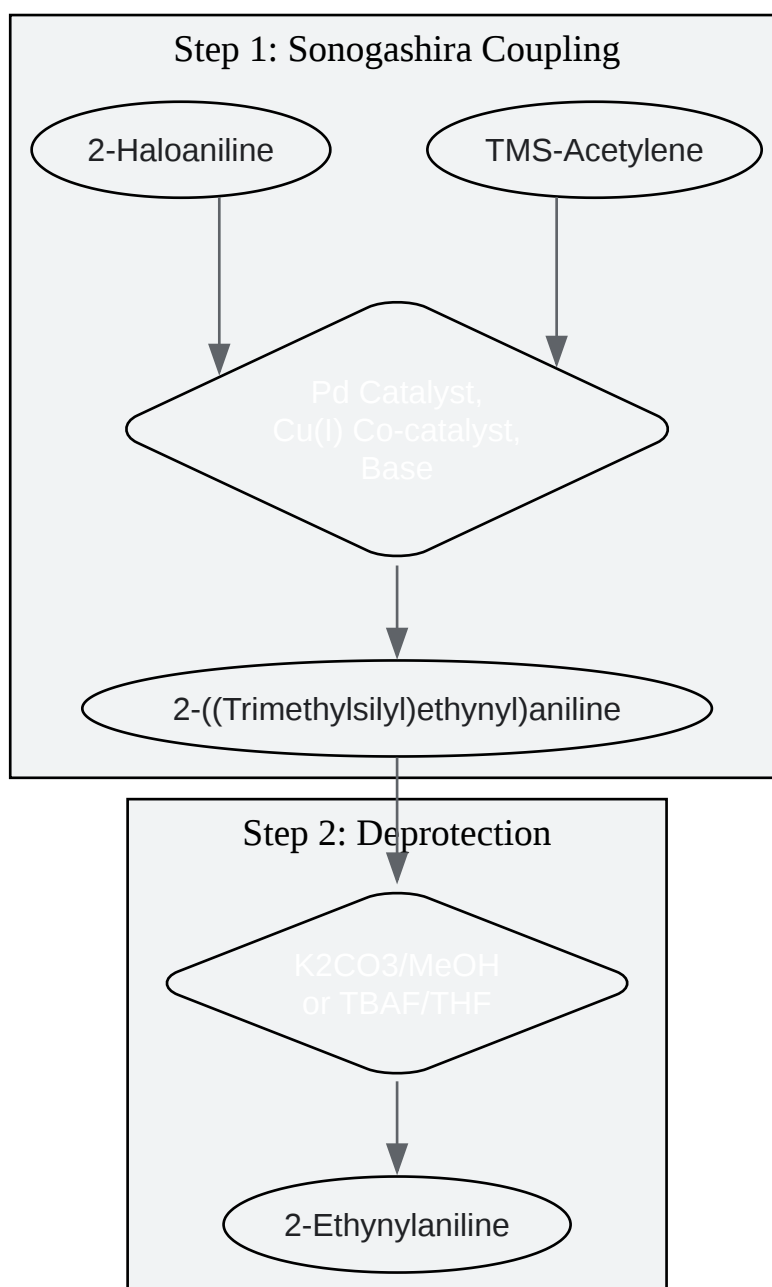 Step 1: Sonogashira Coupling
2-Haloaniline
TMS-Acetylene
Pd Catalyst,
Cu(I) Co-catalyst,
Base
2-((Trimethylsilyl)ethynyl)aniline
Step 2: Deprotection
K2CO3/MeOH
or TBAF/THF
2-Ethynylaniline